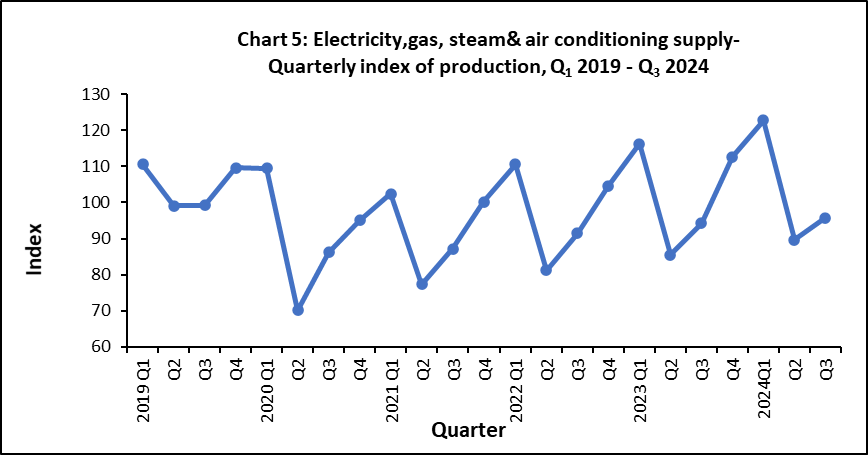 Chart 5: Electricity,gas, steam& air conditioning supply-
Quarterly index of production, Q1 2019 - Q3 2024
130
120
110
100
90
80
70
60
Index
2019 Q1
Q2
Q3
Q4
2020 Q1
Q2
Q3
Q4
2021 Q1
Q2
Q3
Q4
2022 Q1
Q2
Q3
Q4
2023 Q1
Q2
Q3
Q4
2024Q1
Q2
Q3
Quarter